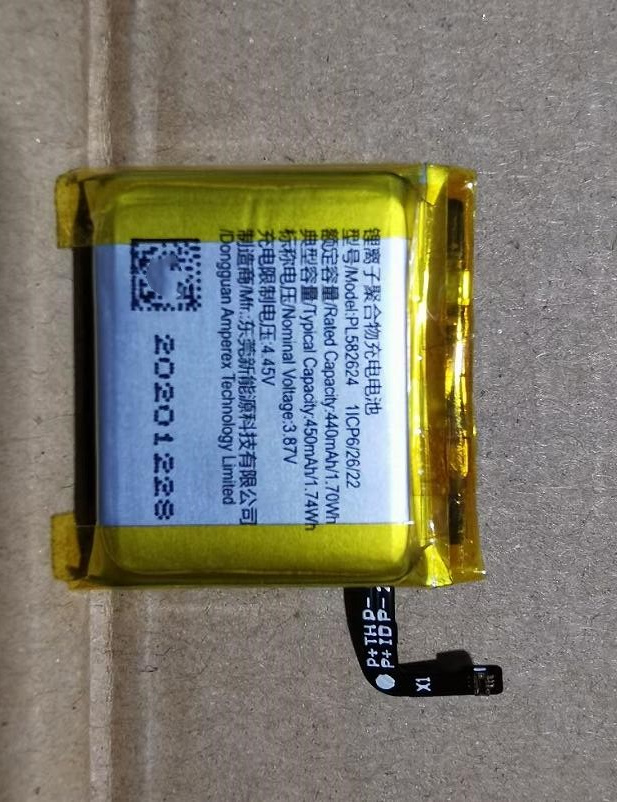 锂离子聚合物充电电池
型号/Model:PL582624 1ICP6/26/22
额定容量/Rated Capacity:440mAh/1.70Wh
典型容量/Typical Capacity:450mAh/1.74Wh
标称电压/Nominal Voltage:3.87V
充电限制电压:4.45V
制造商/Mfr.:东莞新能源科技有限公司
/Dongguan Amperex Technology Limited
20201228
P+IHP-
P+IDP-
X1